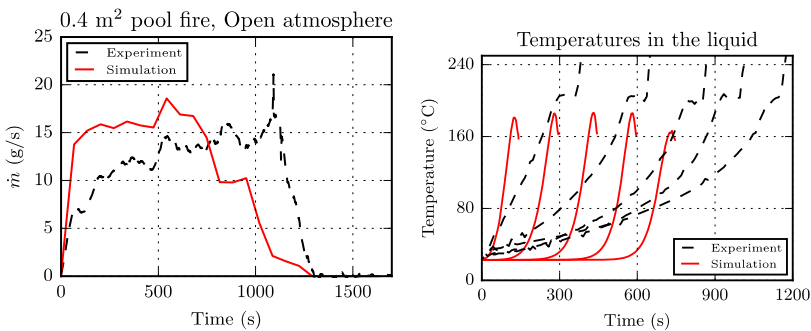 0.4 m² pool fire, Open atmosphere
25
20
15
10
5
0
ṁ (g/s)
Experiment
Simulation
0 500 1000 1500
Time (s)
Temperatures in the liquid
240
160
80
0
Temperature (°C)
Experiment
Simulation
0 300 600 900 1200
Time (s)